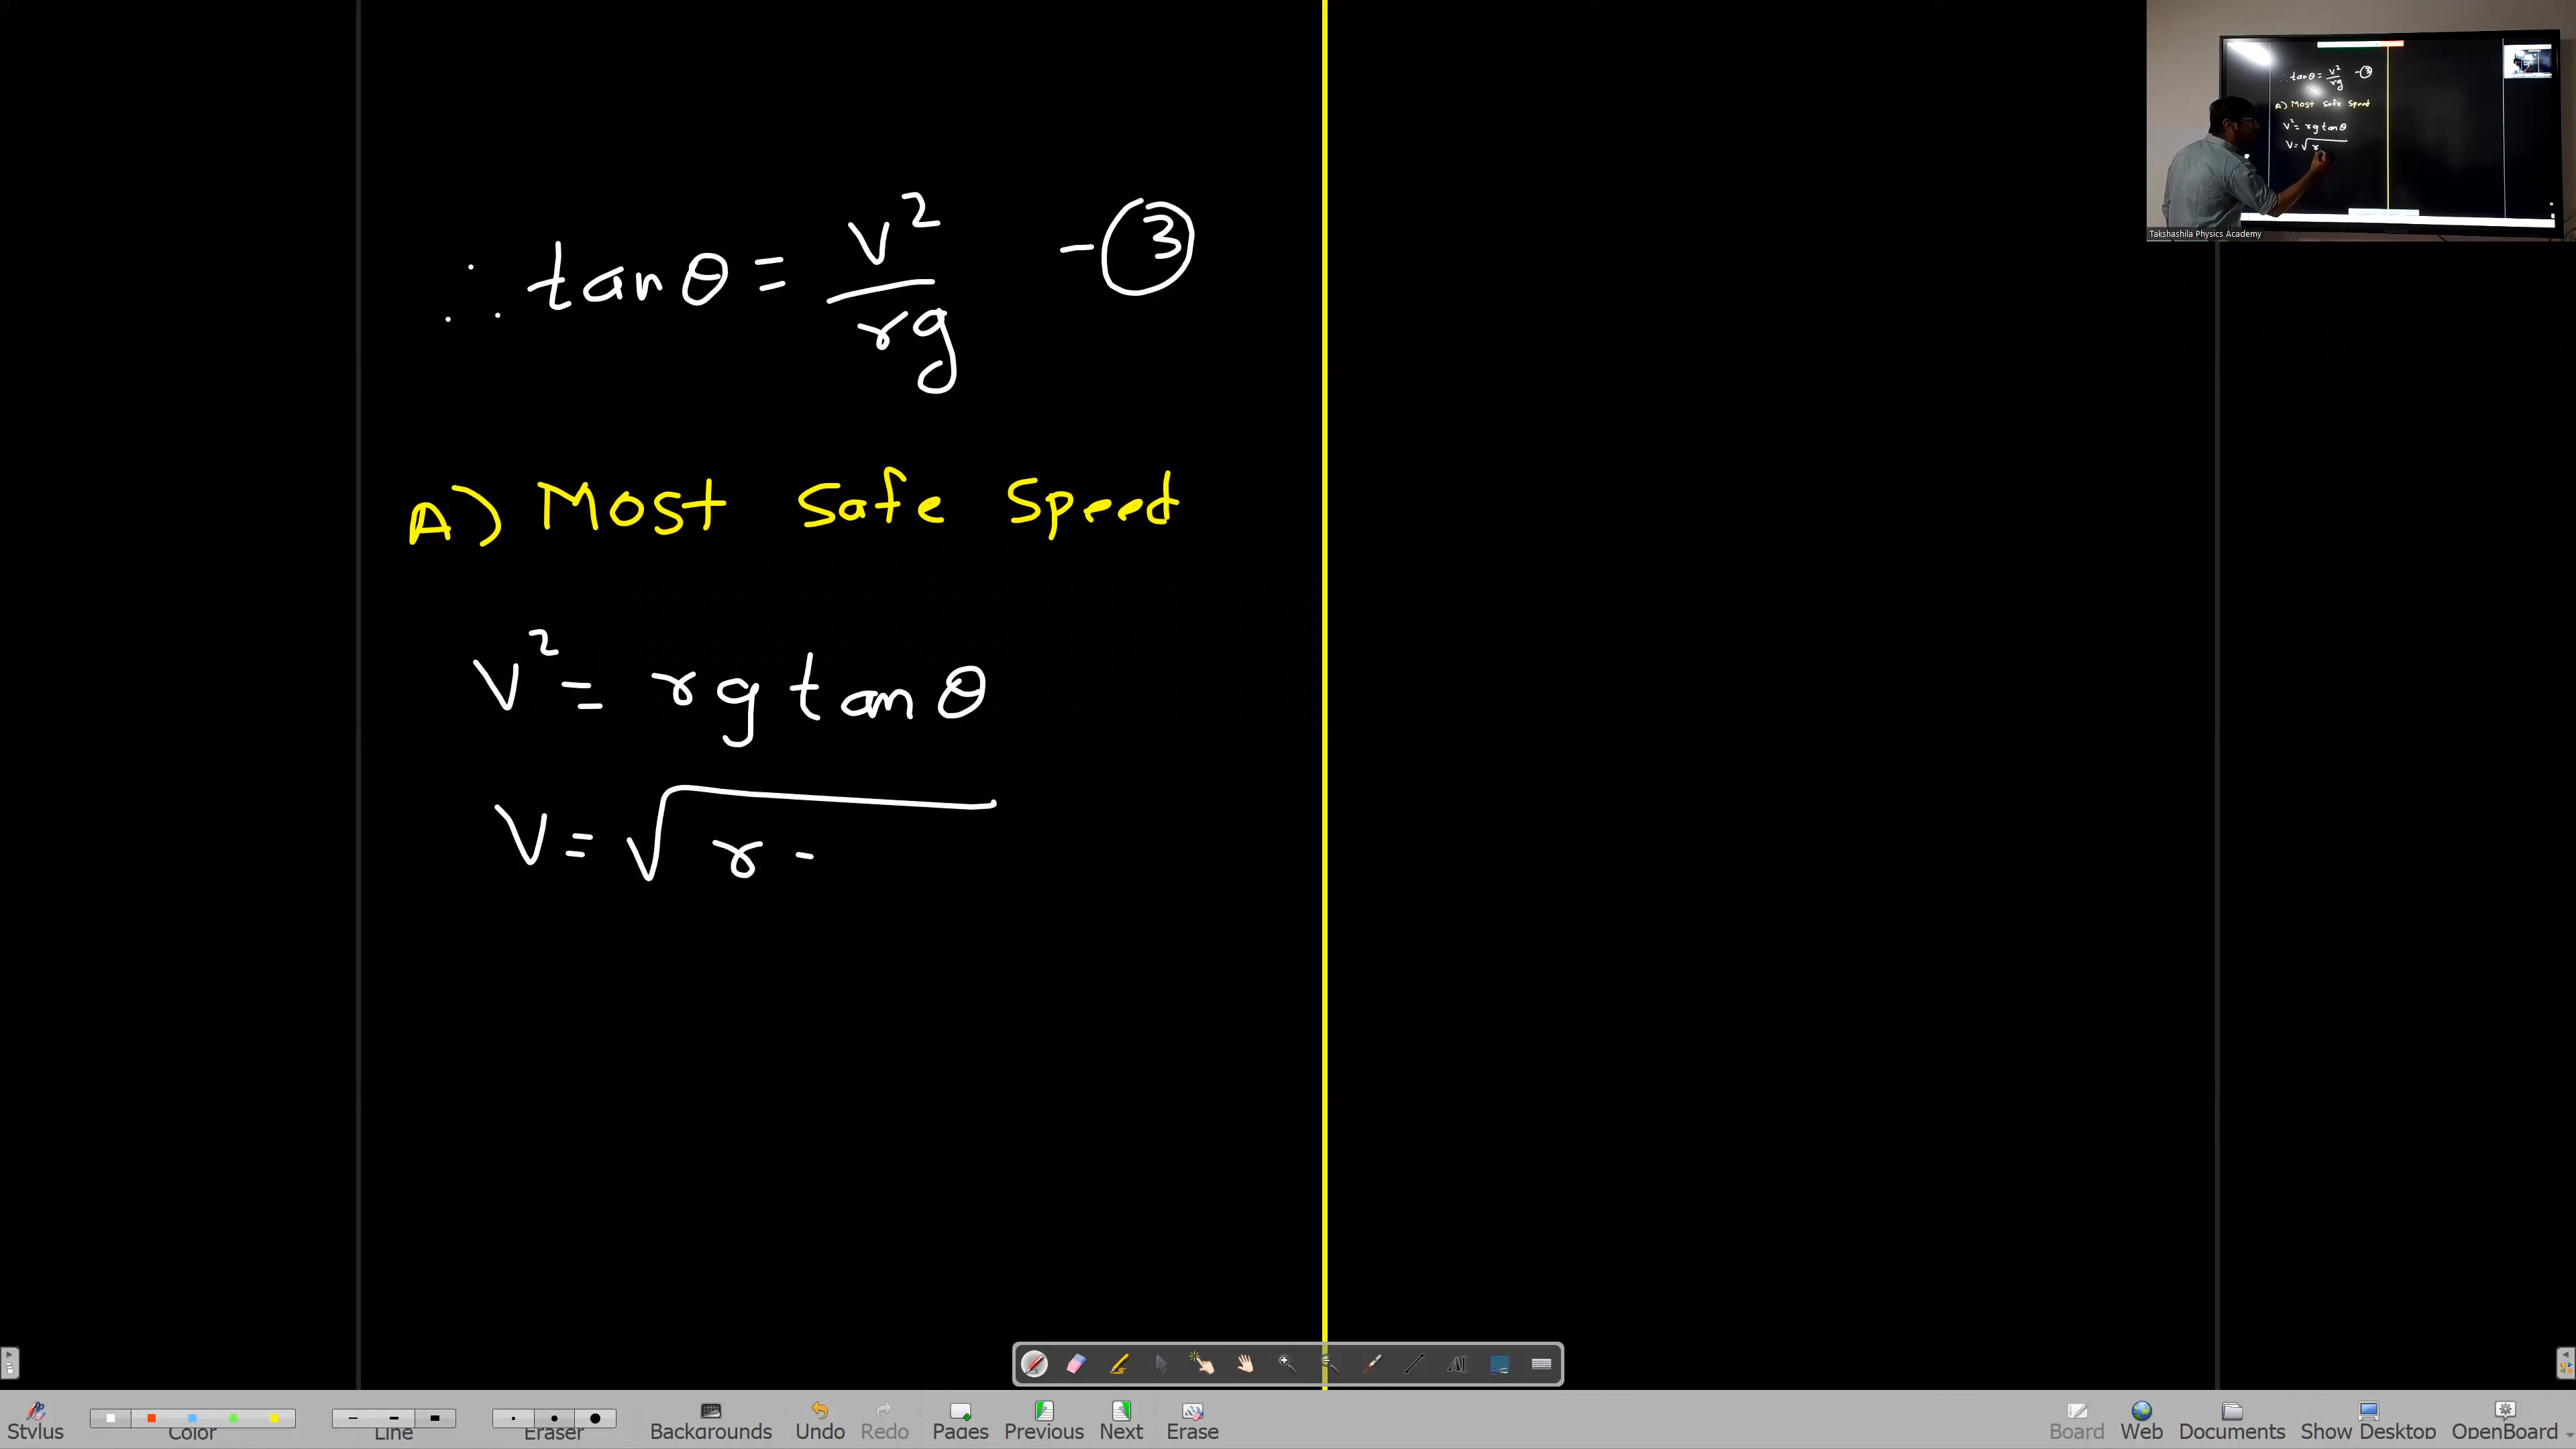 ∴ tanθ = v²/rg - ③
A) Most Safe Speed
V² = rg tanθ
V = √r -
Takshashila Physics Academy
Stylus Color Line Eraser Backgrounds Undo Redo Pages Previous Next Erase Board Web Documents Show Desktop OpenBoard